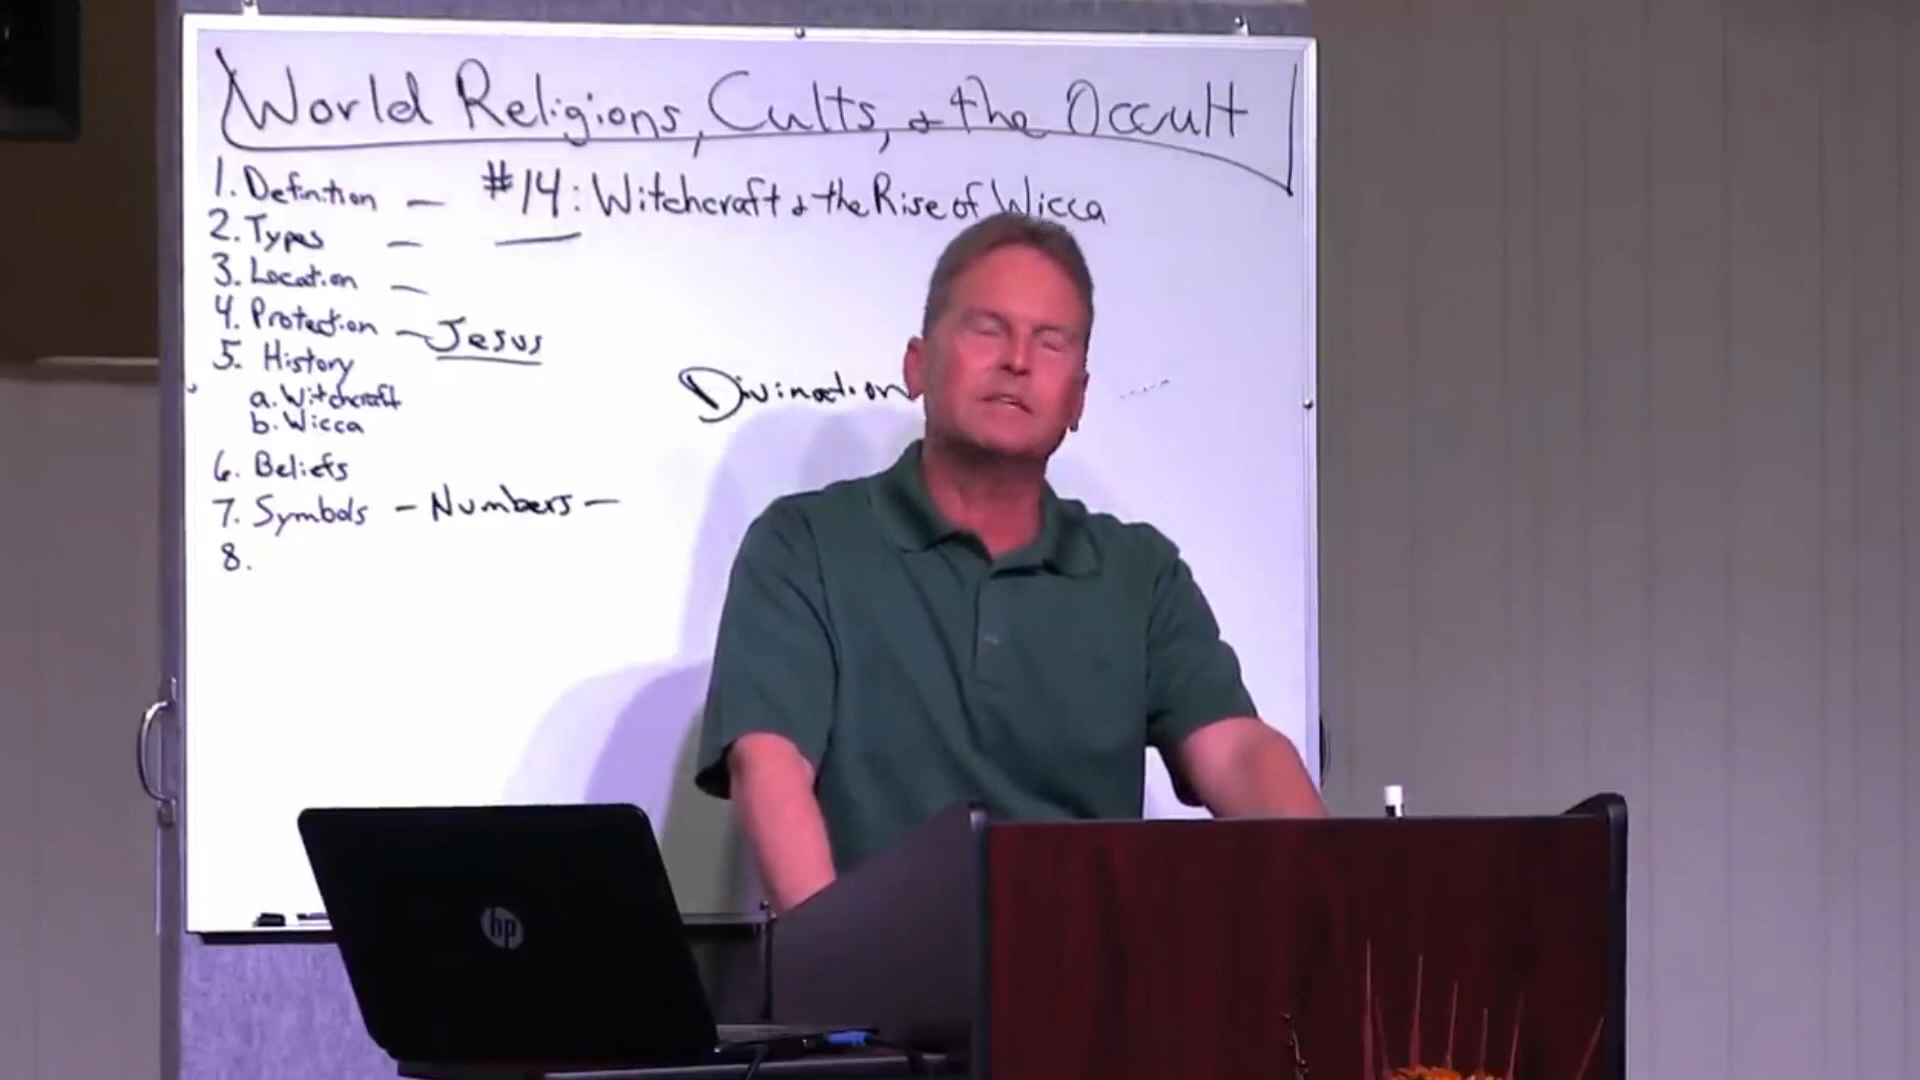 World Religions, Cults, & the Occult
#14: Witchcraft & the Rise of Wicca
1. Definition —
2. Types —
3. Location —
4. Protection — Jesus
5. History
a. Witchcraft
b. Wicca
Divination
6. Beliefs
7. Symbols - Numbers -
8.
hp